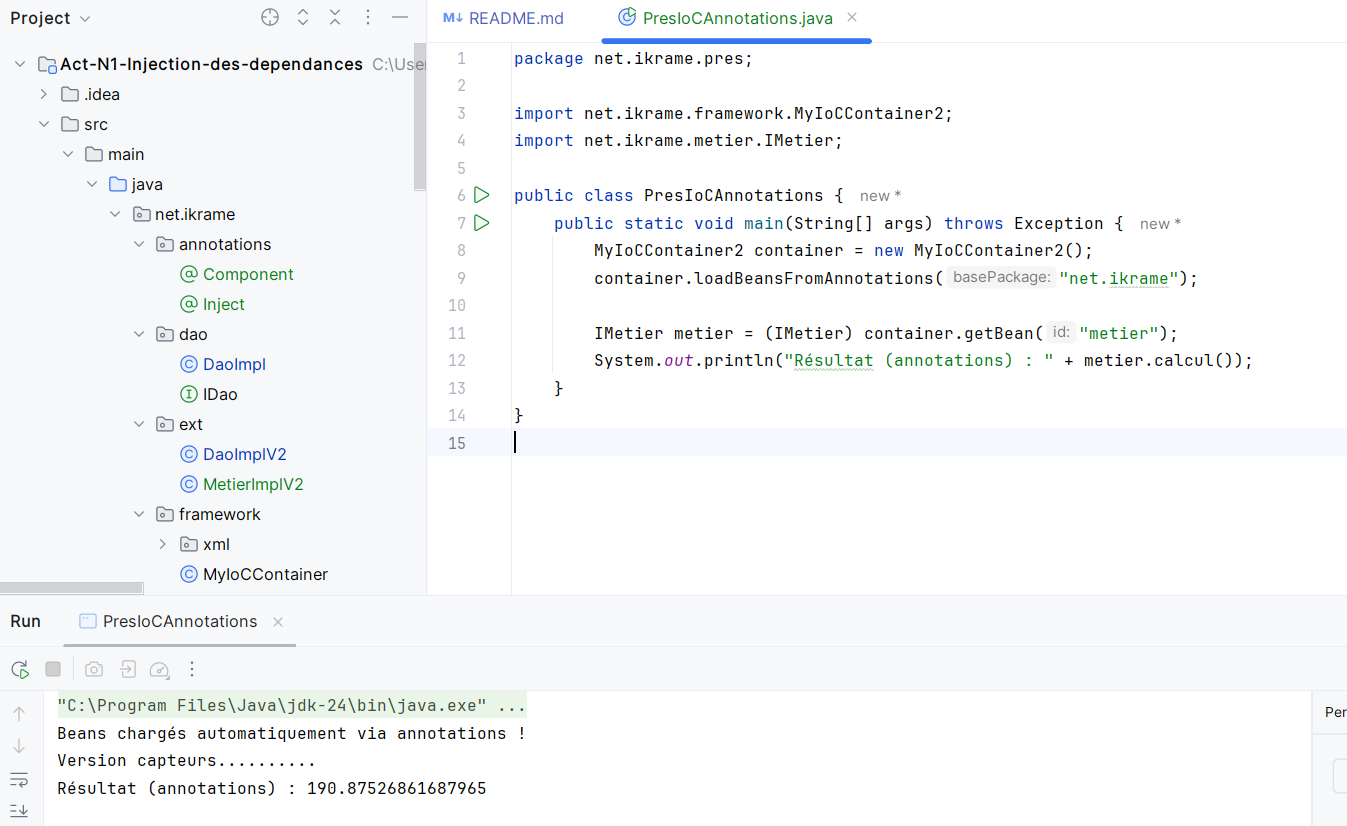 Project
Act-N1-Injection-des-dependances C:\User
.idea
src
main
java
net.ikrame
annotations
Component
Inject
dao
DaoImpl
IDao
ext
DaoImplV2
MetierImplV2
framework
xml
MyIoCContainer
M↓ README.md
PresIoCAnnotations.java
1 package net.ikrame.pres;
2
3 import net.ikrame.framework.MyIoCContainer2;
4 import net.ikrame.metier.IMetier;
5
6 public class PresIoCAnnotations { new *
7 public static void main(String[] args) throws Exception { new *
8 MyIoCContainer2 container = new MyIoCContainer2();
9 container.loadBeansFromAnnotations( basePackage: "net.ikrame");
10
11 IMetier metier = (IMetier) container.getBean( id: "metier");
12 System.out.println("Résultat (annotations) : " + metier.calcul());
13 }
14 }
15
Run PresIoCAnnotations
"C:\Program Files\Java\jdk-24\bin\java.exe" ...
Beans chargés automatiquement via annotations !
Version capteurs..........
Résultat (annotations) : 190.87526861687965
Per